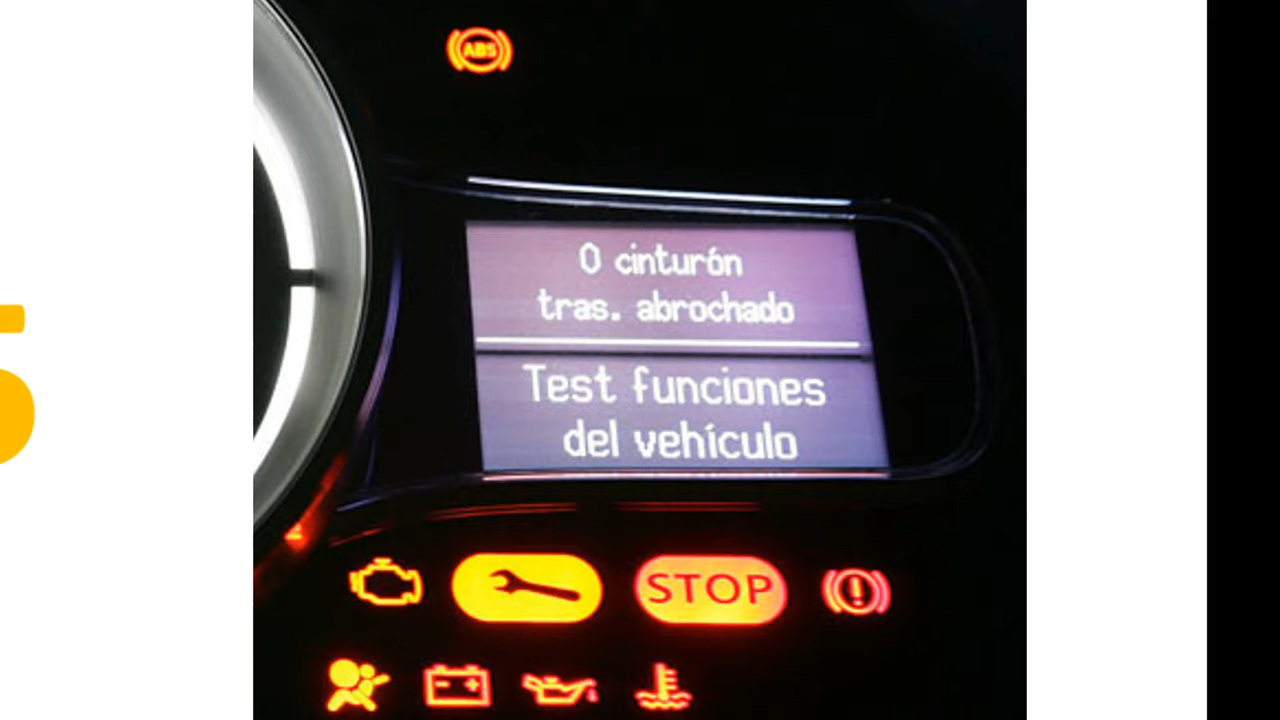 ABS
0 cinturón
tras. abrochado
Test funciones
del vehículo
STOP